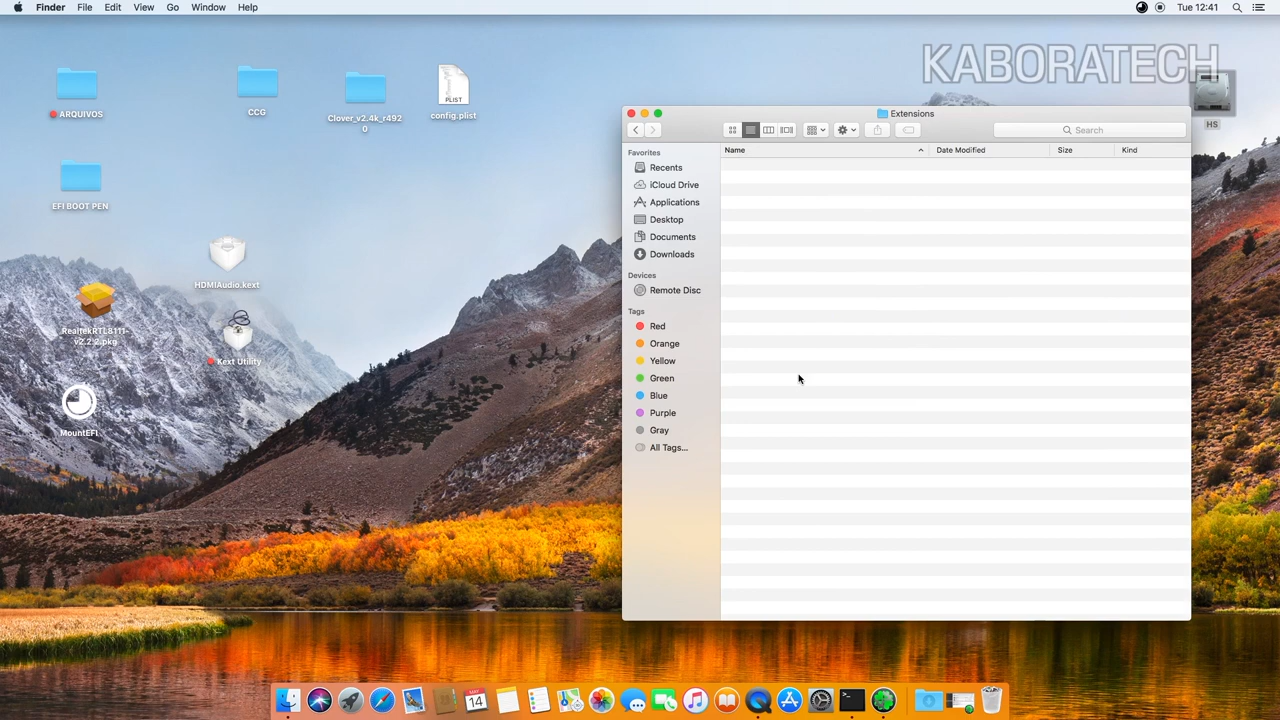 Finder File Edit View Go Window Help
Tue 12:41
KABORATECH
ARQUIVOS
CCG
Clover_v2.4k_r492
0
PLIST
config.plist
HS
EFI BOOT PEN
HDMIAudio.kext
RealtekRTL8111-
v2.2.2.pkg
Kext Utility
MountEFI
Extensions
Search
Name Date Modified Size Kind
Favorites
Recents
iCloud Drive
Applications
Desktop
Documents
Downloads
Devices
Remote Disc
Tags
Red
Orange
Yellow
Green
Blue
Purple
Gray
All Tags...
14